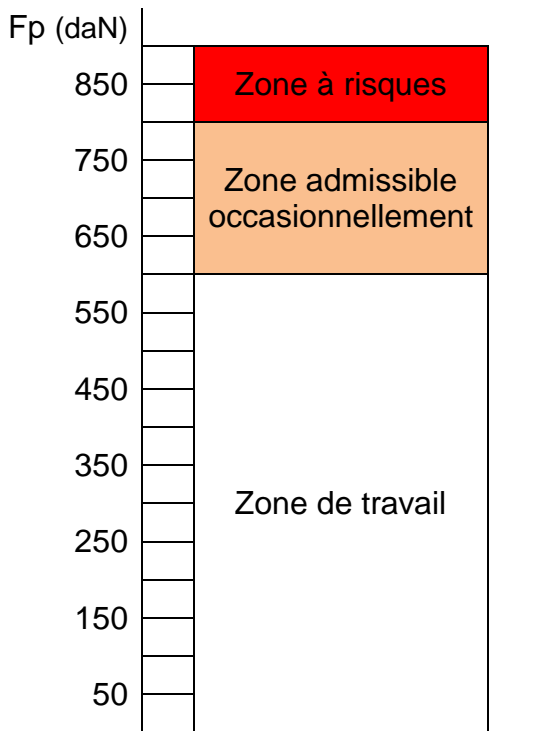 Fp (daN)
850
Zone à risques
750
Zone admissible
occasionnellement
650
550
450
350
Zone de travail
250
150
50